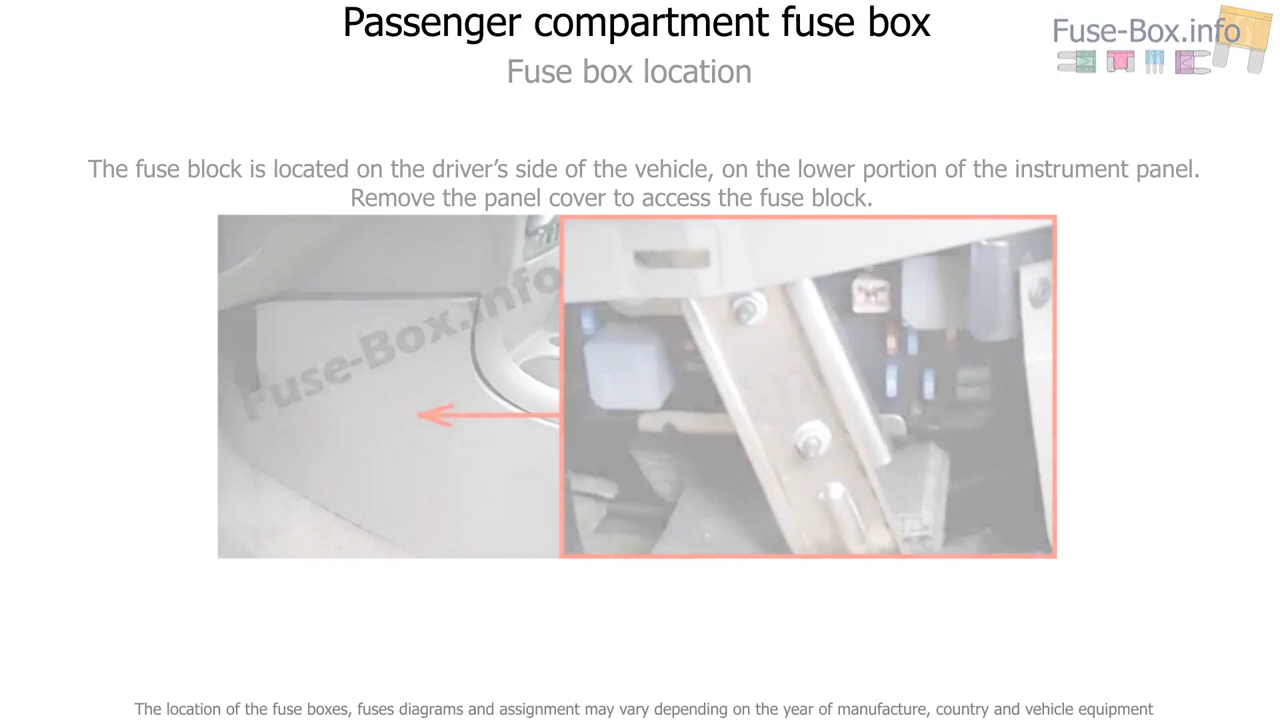 Passenger compartment fuse box
Fuse-Box.info
Fuse box location
The fuse block is located on the driver’s side of the vehicle, on the lower portion of the instrument panel.
Remove the panel cover to access the fuse block.
Fuse-Box.info
The location of the fuse boxes, fuses diagrams and assignment may vary depending on the year of manufacture, country and vehicle equipment